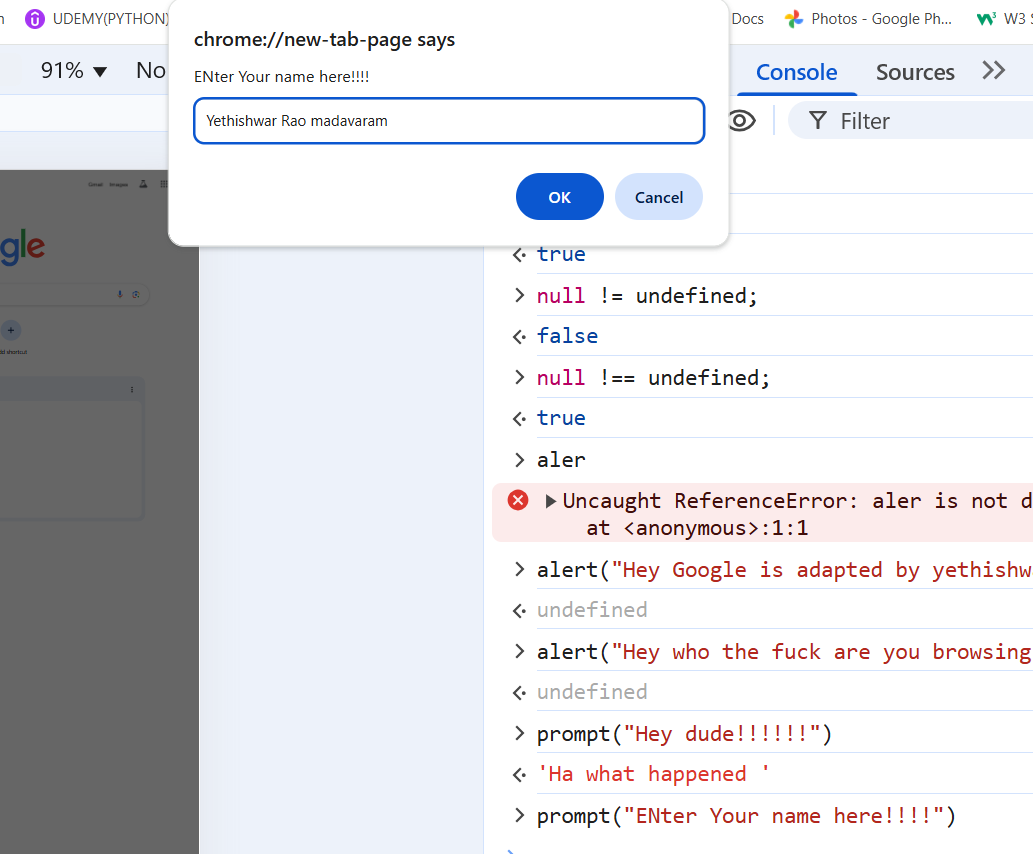 UDEMY(PYTHON)
Docs
Photos - Google Ph...
W3
chrome://new-tab-page says
ENter Your name here!!!!
Yethishwar Rao madavaram
OK
Cancel
91%
No
Console
Sources
Filter
Gmail Images
gle
true
null != undefined;
false
null !== undefined;
true
aler
Uncaught ReferenceError: aler is not d
at <anonymous>:1:1
alert("Hey Google is adapted by yethishw
undefined
alert("Hey who the fuck are you browsing
undefined
prompt("Hey dude!!!!!!")
'Ha what happened '
prompt("ENter Your name here!!!!")